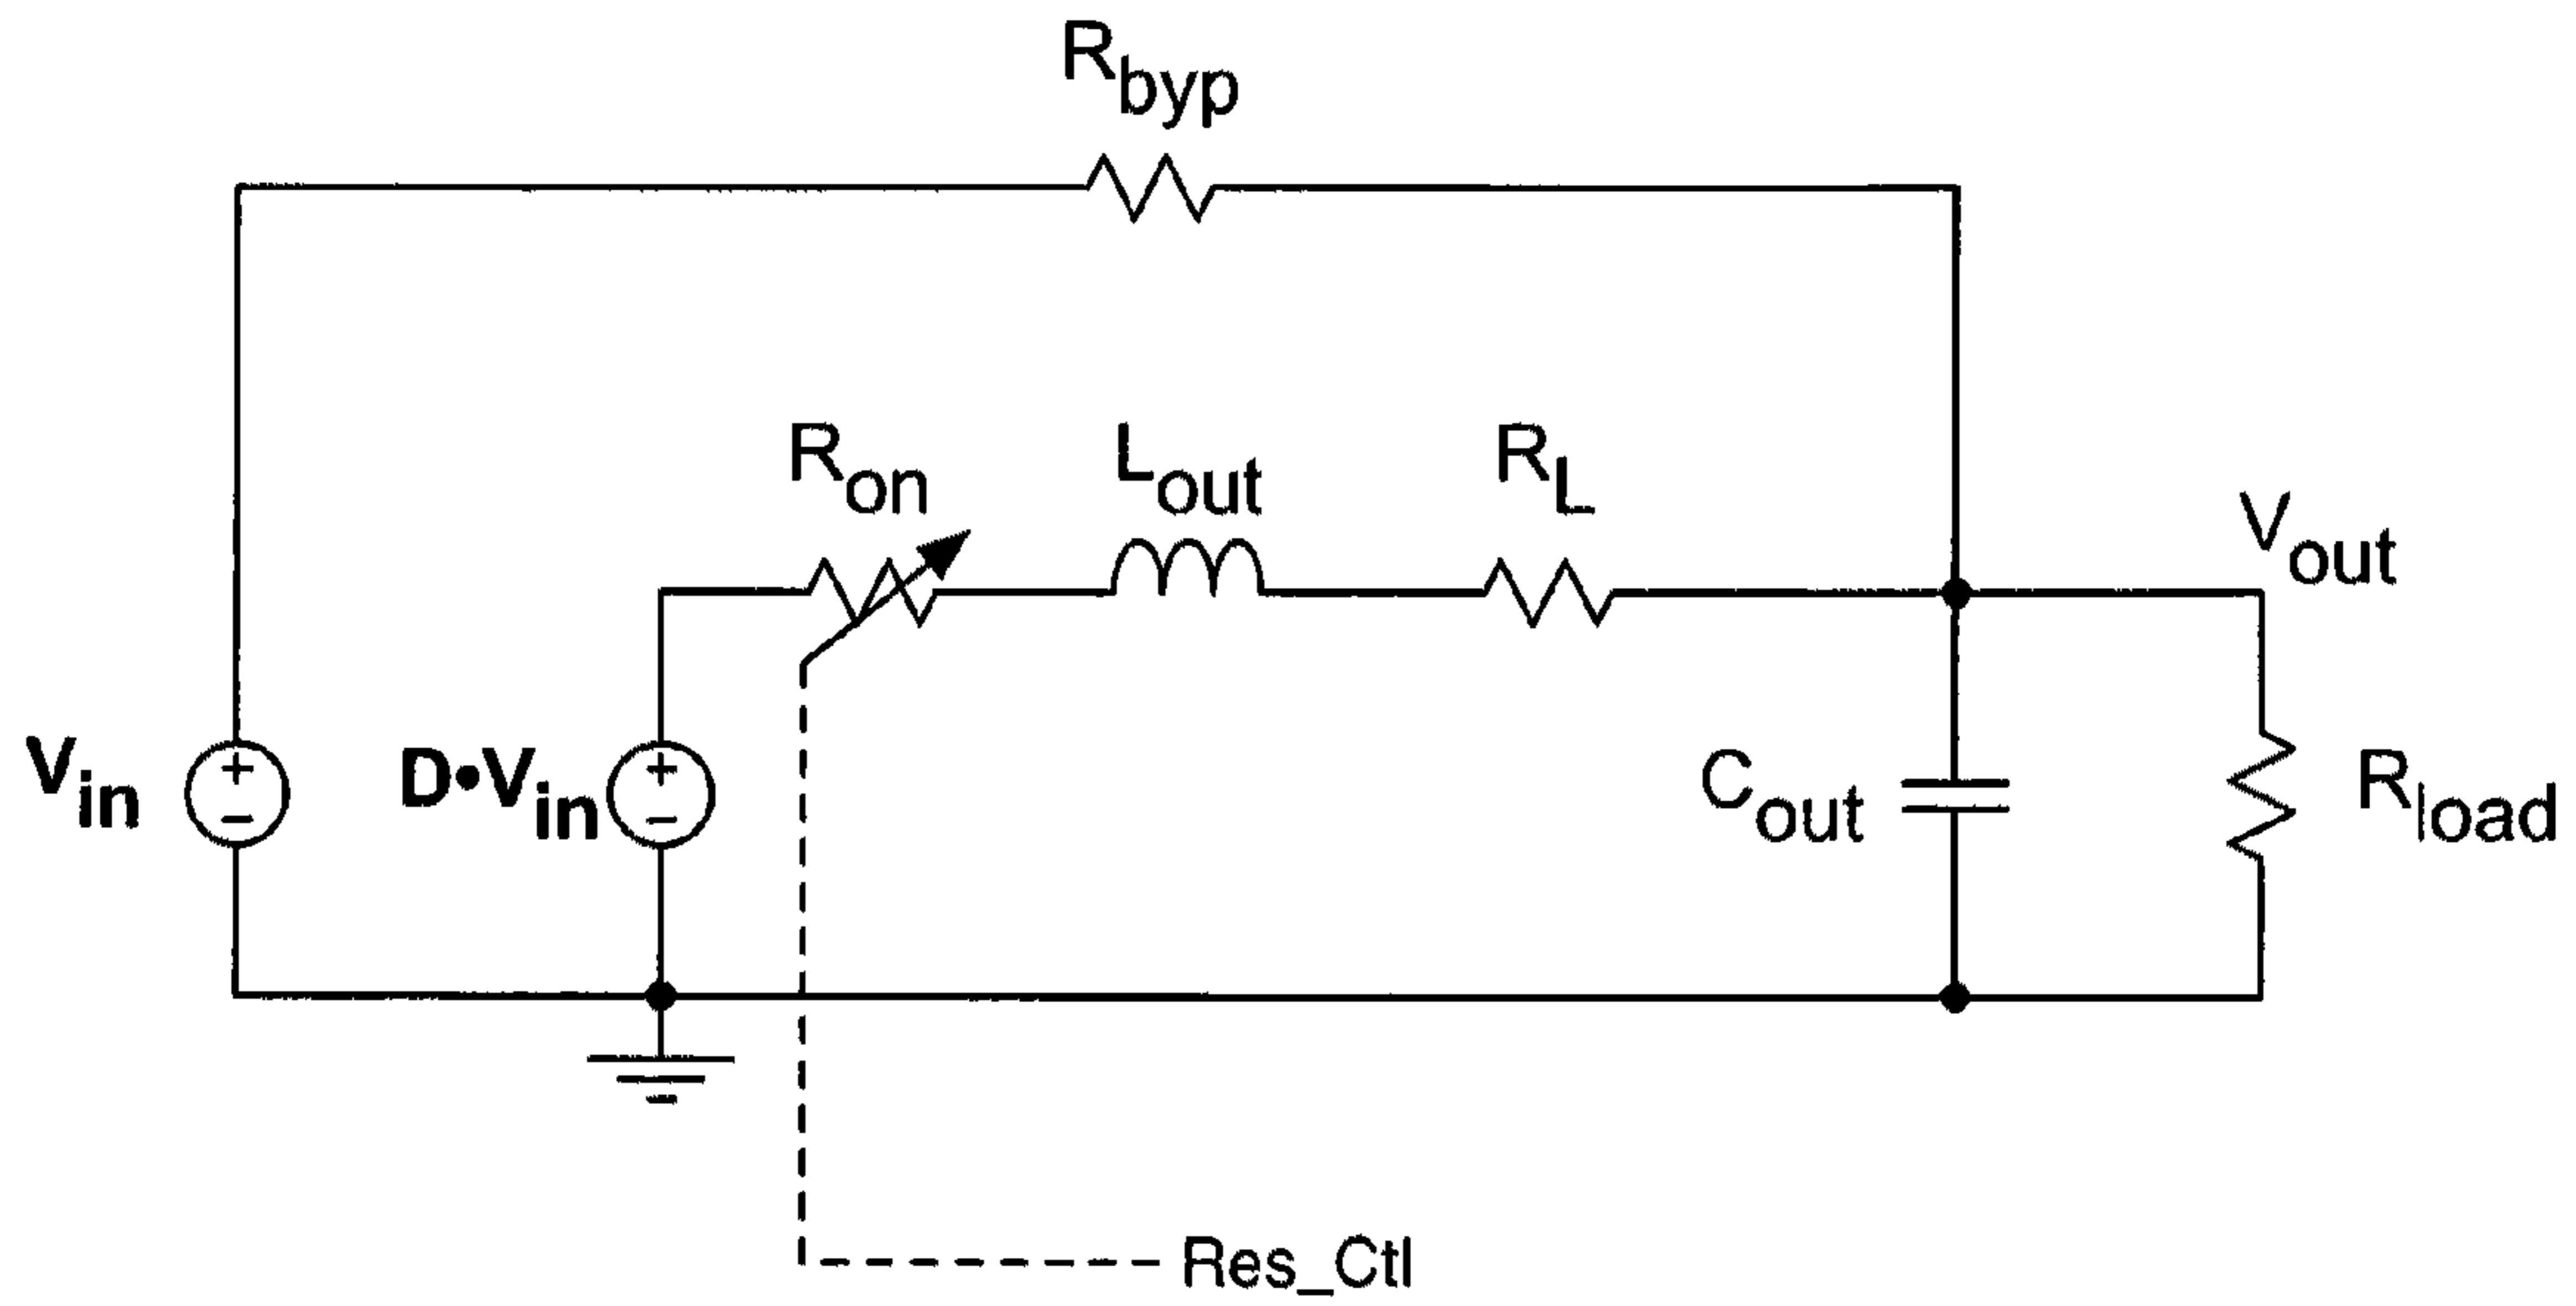 Rbyp
Ron
Lout
RL
Vout
Vin
D•Vin
Cout
Rload
Res_Ctl